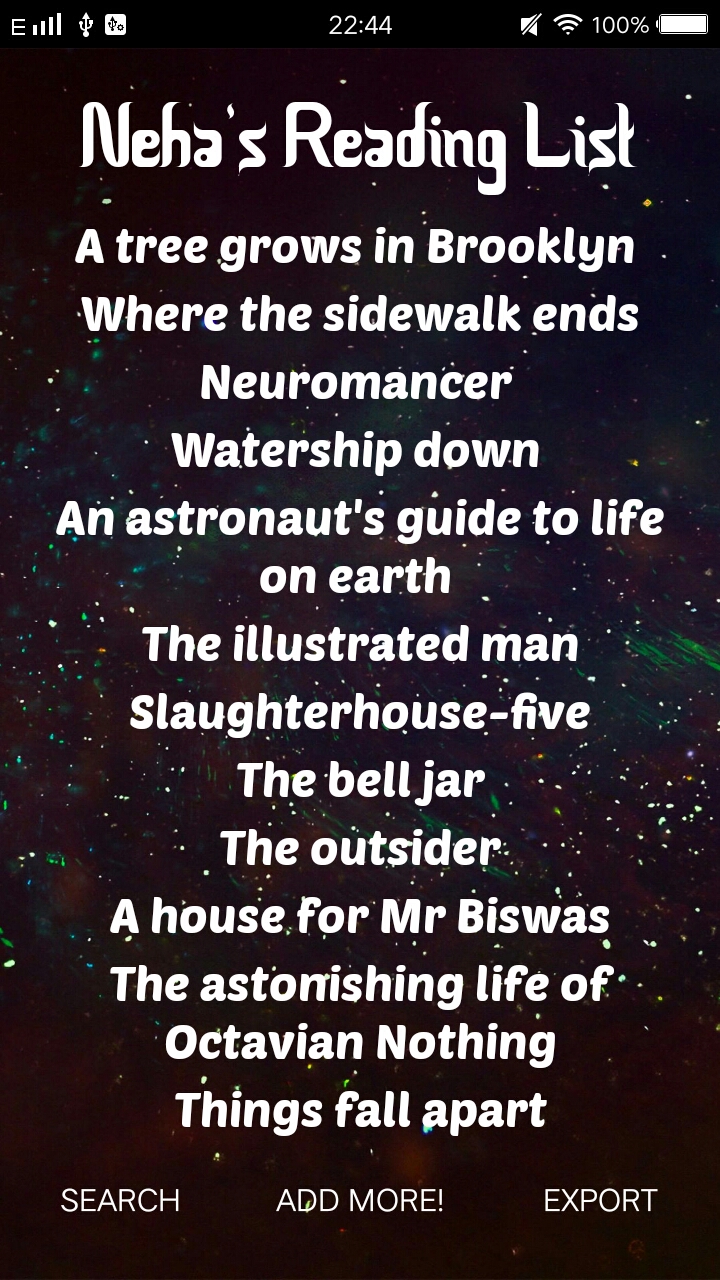 E 22:44 100%
Neha's Reading List
A tree grows in Brooklyn
Where the sidewalk ends
Neuromancer
Watership down
An astronaut's guide to life
on earth
The illustrated man
Slaughterhouse-five
The bell jar
The outsider
A house for Mr Biswas
The astonishing life of
Octavian Nothing
Things fall apart
SEARCH ADD MORE! EXPORT